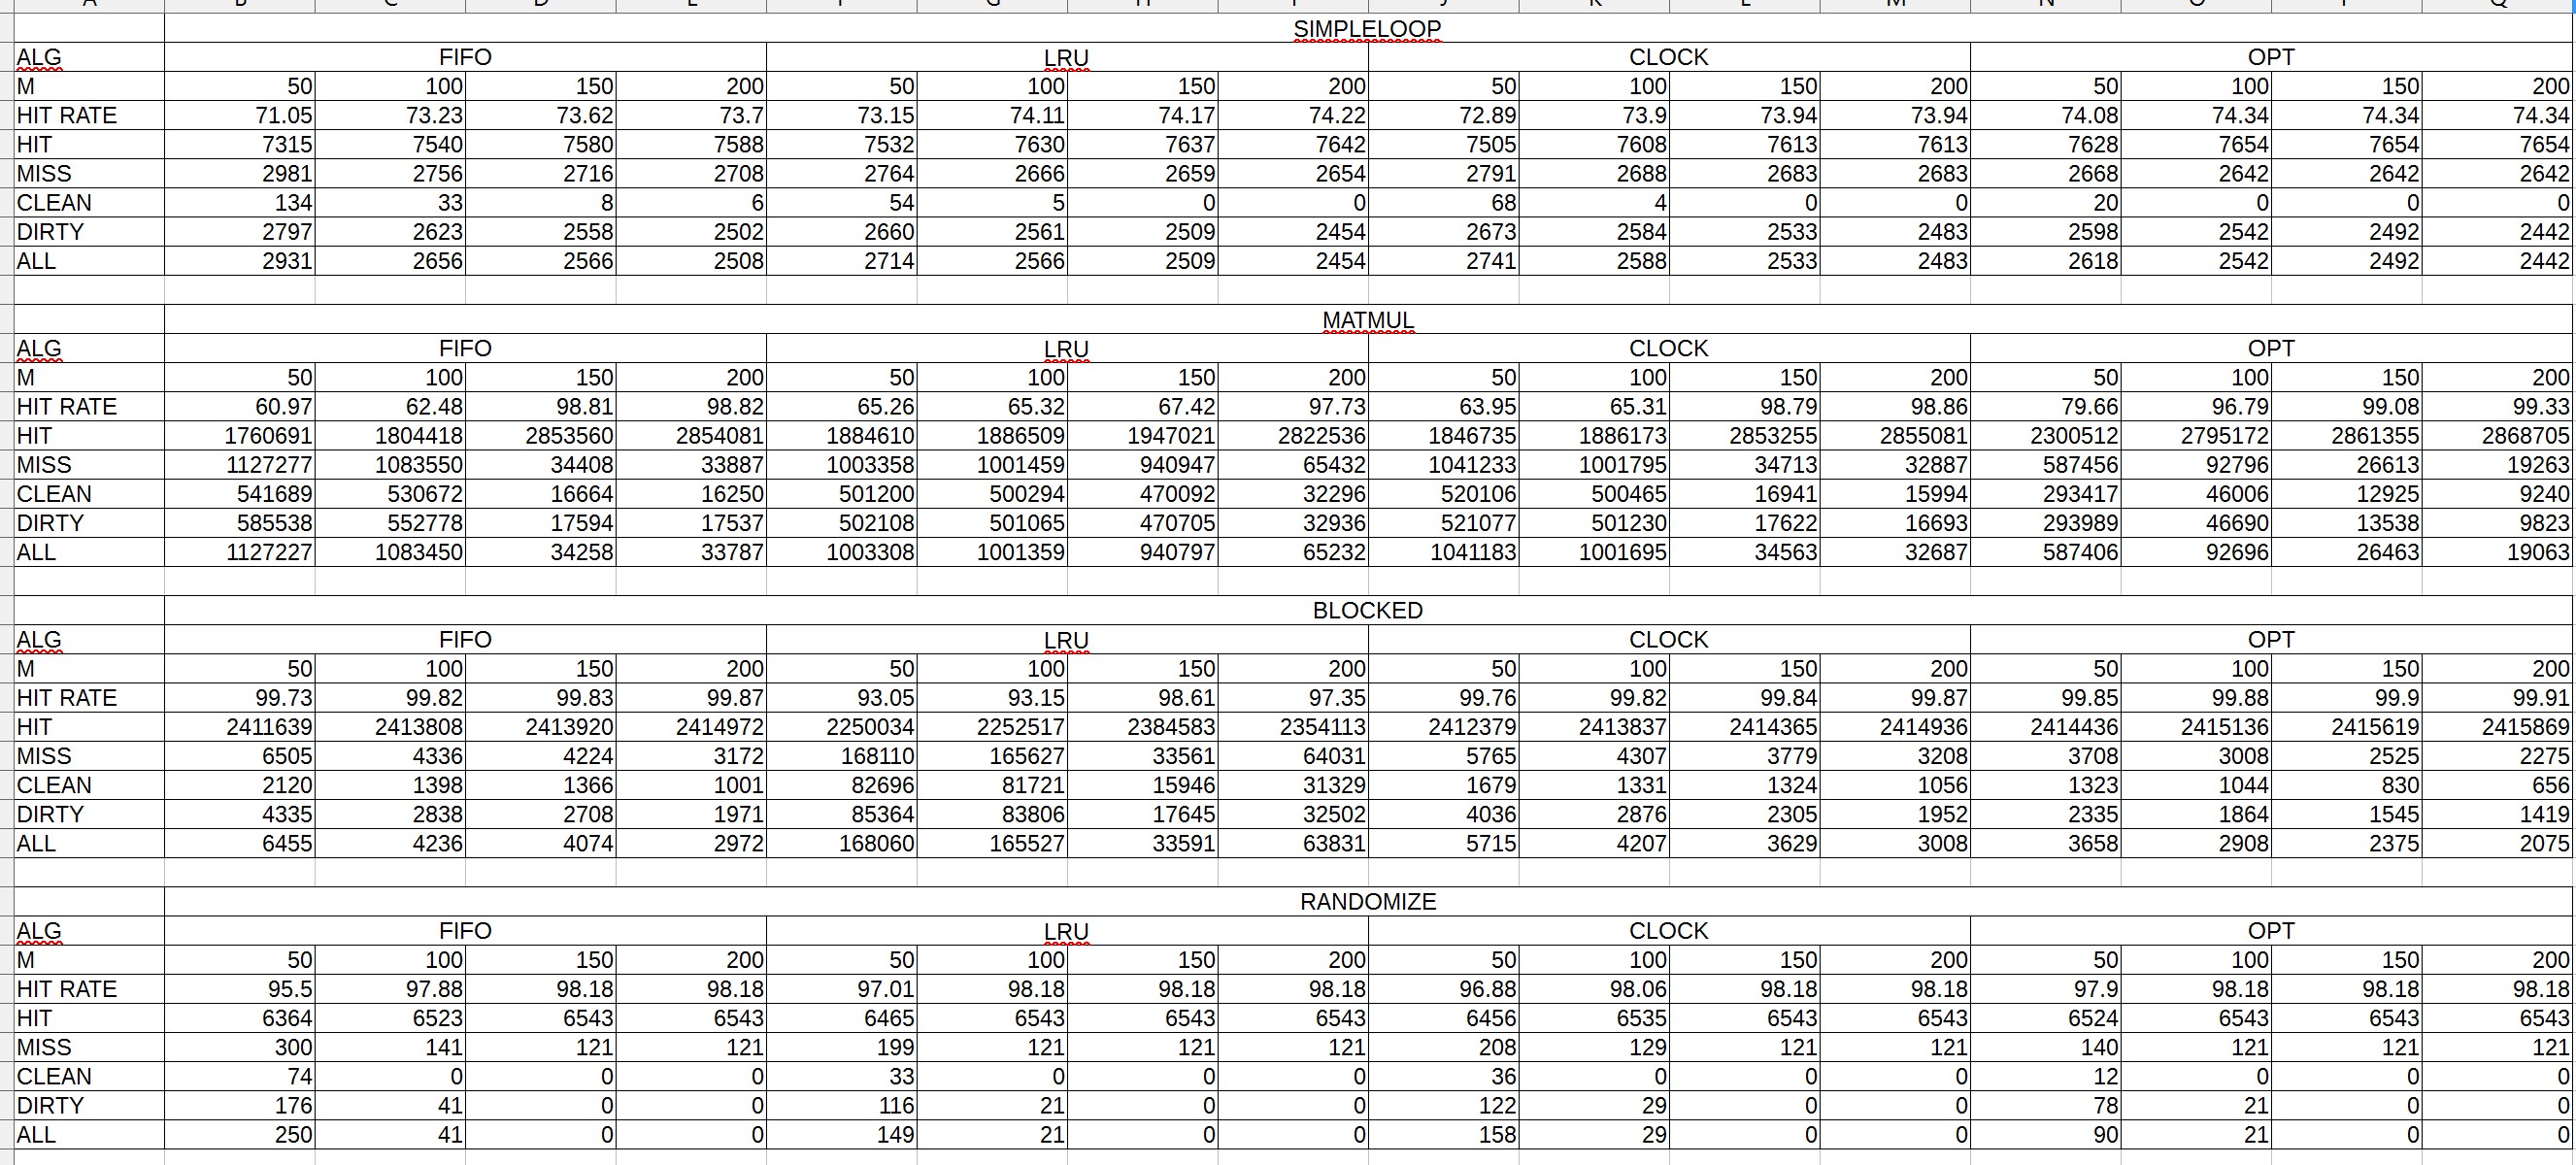 SIMPLELOOP
ALG FIFO LRU CLOCK OPT
M 50 100 150 200 50 100 150 200 50 100 150 200 50 100 150 200
HIT RATE 71.05 73.23 73.62 73.7 73.15 74.11 74.17 74.22 72.89 73.9 73.94 73.94 74.08 74.34 74.34 74.34
HIT 7315 7540 7580 7588 7532 7630 7637 7642 7505 7608 7613 7613 7628 7654 7654 7654
MISS 2981 2756 2716 2708 2764 2666 2659 2654 2791 2688 2683 2683 2668 2642 2642 2642
CLEAN 134 33 8 6 54 5 0 0 68 4 0 0 20 0 0 0
DIRTY 2797 2623 2558 2502 2660 2561 2509 2454 2673 2584 2533 2483 2598 2542 2492 2442
ALL 2931 2656 2566 2508 2714 2566 2509 2454 2741 2588 2533 2483 2618 2542 2492 2442
MATMUL
ALG FIFO LRU CLOCK OPT
M 50 100 150 200 50 100 150 200 50 100 150 200 50 100 150 200
HIT RATE 60.97 62.48 98.81 98.82 65.26 65.32 67.42 97.73 63.95 65.31 98.79 98.86 79.66 96.79 99.08 99.33
HIT 1760691 1804418 2853560 2854081 1884610 1886509 1947021 2822536 1846735 1886173 2853255 2855081 2300512 2795172 2861355 2868705
MISS 1127277 1083550 34408 33887 1003358 1001459 940947 65432 1041233 1001795 34713 32887 587456 92796 26613 19263
CLEAN 541689 530672 16664 16250 501200 500294 470092 32296 520106 500465 16941 15994 293417 46006 12925 9240
DIRTY 585538 552778 17594 17537 502108 501065 470705 32936 521077 501230 17622 16693 293989 46690 13538 9823
ALL 1127227 1083450 34258 33787 1003308 1001359 940797 65232 1041183 1001695 34563 32687 587406 92696 26463 19063
BLOCKED
ALG FIFO LRU CLOCK OPT
M 50 100 150 200 50 100 150 200 50 100 150 200 50 100 150 200
HIT RATE 99.73 99.82 99.83 99.87 93.05 93.15 98.61 97.35 99.76 99.82 99.84 99.87 99.85 99.88 99.9 99.91
HIT 2411639 2413808 2413920 2414972 2250034 2252517 2384583 2354113 2412379 2413837 2414365 2414936 2414436 2415136 2415619 2415869
MISS 6505 4336 4224 3172 168110 165627 33561 64031 5765 4307 3779 3208 3708 3008 2525 2275
CLEAN 2120 1398 1366 1001 82696 81721 15946 31329 1679 1331 1324 1056 1323 1044 830 656
DIRTY 4335 2838 2708 1971 85364 83806 17645 32502 4036 2876 2305 1952 2335 1864 1545 1419
ALL 6455 4236 4074 2972 168060 165527 33591 63831 5715 4207 3629 3008 3658 2908 2375 2075
RANDOMIZE
ALG FIFO LRU CLOCK OPT
M 50 100 150 200 50 100 150 200 50 100 150 200 50 100 150 200
HIT RATE 95.5 97.88 98.18 98.18 97.01 98.18 98.18 98.18 96.88 98.06 98.18 98.18 97.9 98.18 98.18 98.18
HIT 6364 6523 6543 6543 6465 6543 6543 6543 6456 6535 6543 6543 6524 6543 6543 6543
MISS 300 141 121 121 199 121 121 121 208 129 121 121 140 121 121 121
CLEAN 74 0 0 0 33 0 0 0 36 0 0 0 12 0 0 0
DIRTY 176 41 0 0 116 21 0 0 122 29 0 0 78 21 0 0
ALL 250 41 0 0 149 21 0 0 158 29 0 0 90 21 0 0